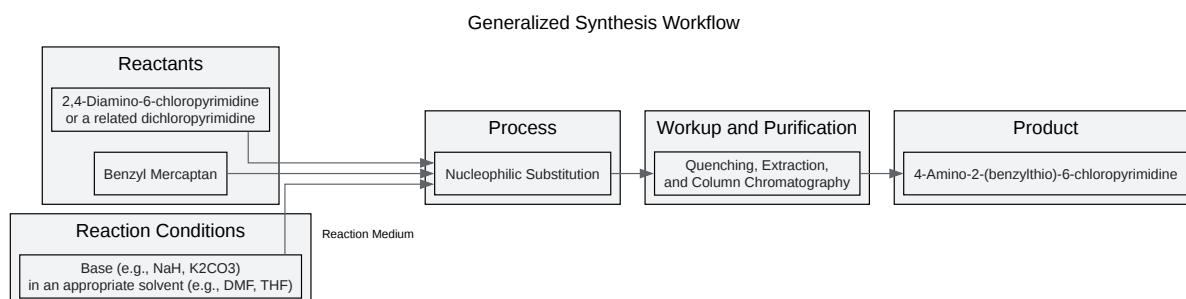 Generalized Synthesis Workflow
Reactants
2,4-Diamino-6-chloropyrimidine
or a related dichloropyrimidine
Benzyl Mercaptan
Reaction Conditions
Base (e.g., NaH, K2CO3)
in an appropriate solvent (e.g., DMF, THF)
Reaction Medium
Process
Nucleophilic Substitution
Workup and Purification
Quenching, Extraction,
and Column Chromatography
Product
4-Amino-2-(benzylthio)-6-chloropyrimidine